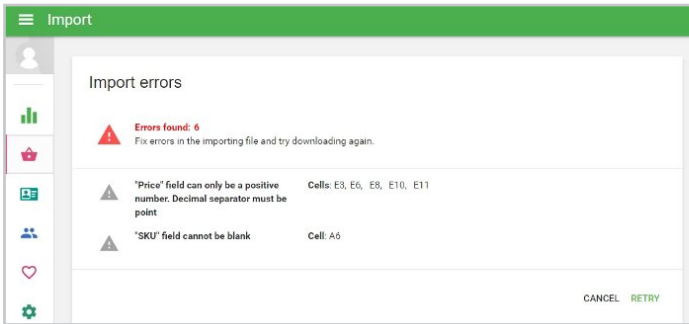 Import
Import errors
Errors found: 6
Fix errors in the importing file and try downloading again.
"Price" field can only be a positive Cells: E3, E6, E8, E10, E11
number. Decimal separator must be
point
"SKU" field cannot be blank Cell: A6
CANCEL RETRY